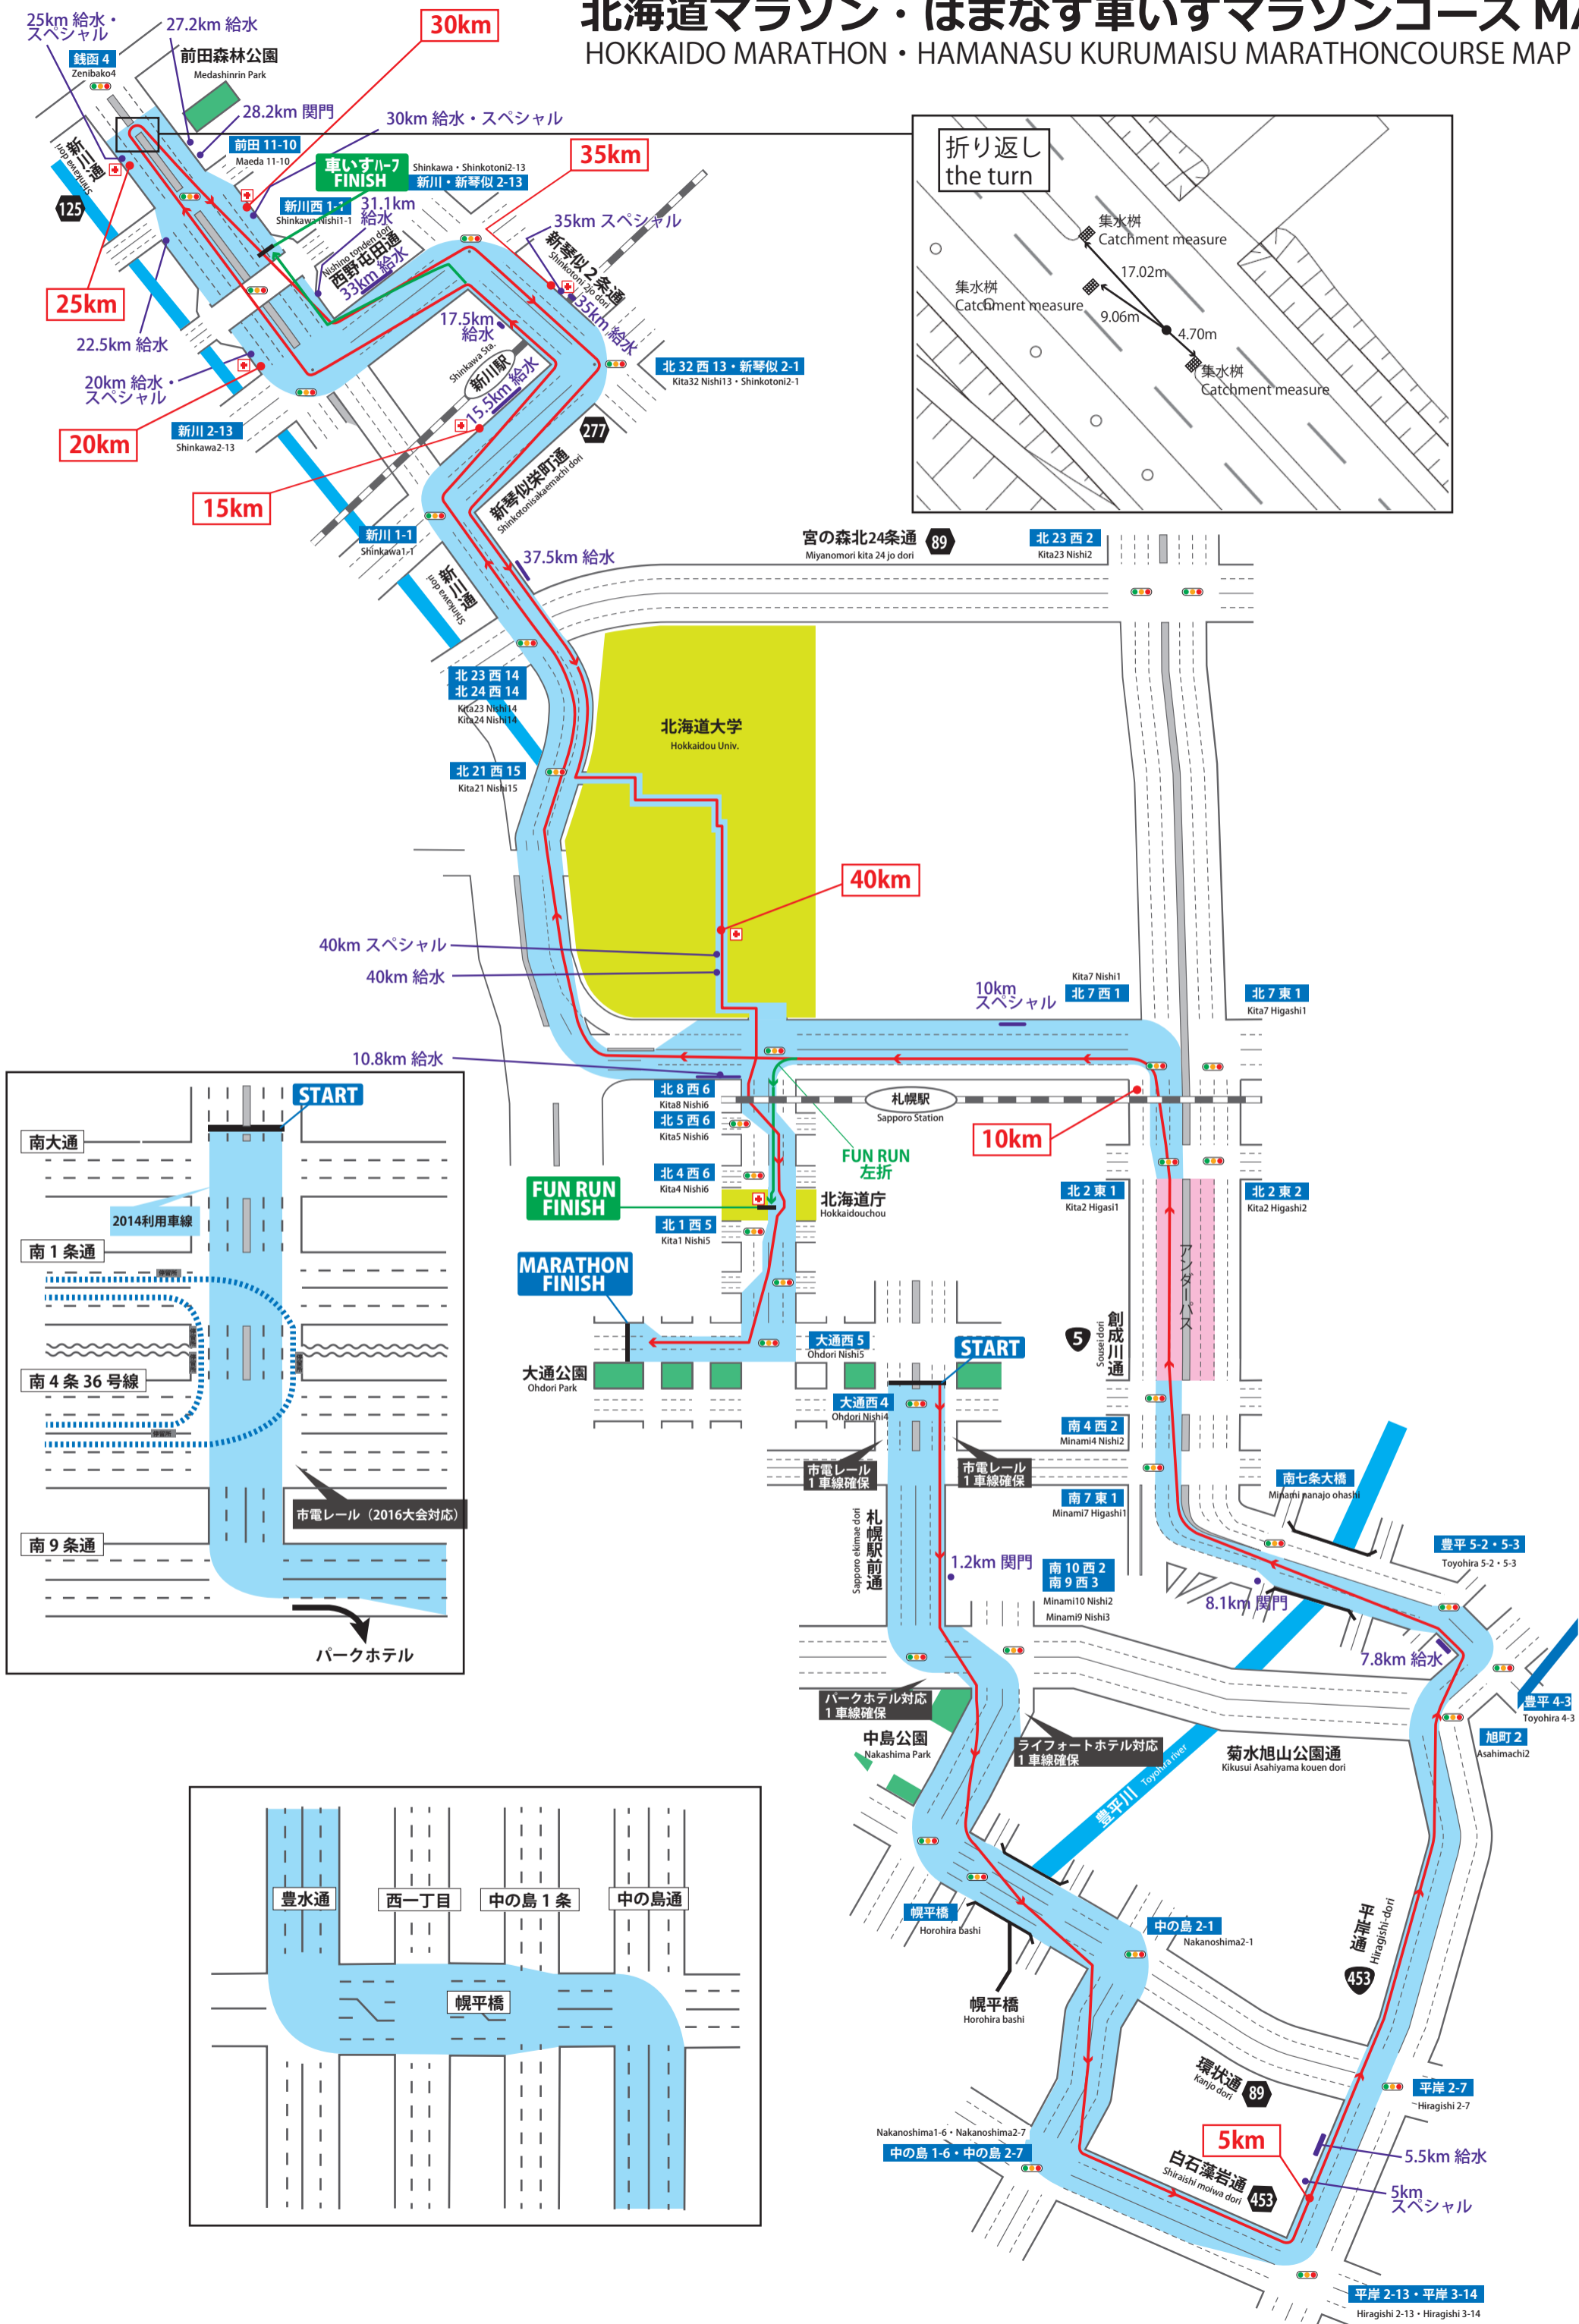 北海道マラソン・はまなす車いすマラソンコース MA
HOKKAIDO MARATHON・HAMANASU KURUMAISU MARATHONCOURSE MAP
25km 給水・
スペシャル
27.2km 給水
30km
銭函 4
Zenibako4
前田森林公園
Medashinrin Park
28.2km 関門
30km 給水・スペシャル
前田 11-10
Maeda 11-10
車いすハーフ
FINISH
Shinkawa・Shinkotoni2-13
新川・新琴似 2-13
35km
新川通
Shinkawa dori
125
新川西 1-1
Shinkawa Nishi1-1
31.1km
給水
Nishino tonden dori
西野屯田通
33km 給水
35km スペシャル
新琴似2条通
Shinkotoni 2jo dori
35km 給水
25km
22.5km 給水
17.5km
給水
Shinkawa Sta.
新川駅
15.5km 給水
北 32 西 13・新琴似 2-1
Kita32 Nishi13・Shinkotoni2-1
20km 給水・
スペシャル
20km
新川 2-13
Shinkawa2-13
277
新琴似栄町通
Shinkotonisakaemachi dori
15km
新川 1-1
Shinkawa1-1
新川通
Shinkawa dori
37.5km 給水
折り返し
the turn
集水桝
Catchment measure
17.02m
集水桝
Catchment measure
9.06m
4.70m
集水桝
Catchment measure
宮の森北24条通
Miyanomori kita 24 jo dori
89
北 23 西 2
Kita23 Nishi2
北 23 西 14
北 24 西 14
Kita23 Nishi14
Kita24 Nishi14
北海道大学
Hokkaidou Univ.
北 21 西 15
Kita21 Nishi15
40km
40km スペシャル
40km 給水
10km
スペシャル
Kita7 Nishi1
北 7 西 1
北 7 東 1
Kita7 Higashi1
10.8km 給水
北 8 西 6
Kita8 Nishi6
北 5 西 6
Kita5 Nishi6
札幌駅
Sapporo Station
10km
FUN RUN
左折
北 4 西 6
Kita4 Nishi6
FUN RUN
FINISH
北海道庁
Hokkaidouchou
北 1 西 5
Kita1 Nishi5
北 2 東 1
Kita2 Higasi1
北 2 東 2
Kita2 Higashi2
アンダーパス
MARATHON
FINISH
大通西 5
Ohdori Nishi5
START
5
創成川通
Sousei dori
大通公園
Ohdori Park
大通西 4
Ohdori Nishi4
市電レール
1 車線確保
市電レール
1 車線確保
南 4 西 2
Minami4 Nishi2
南 7 東 1
Minami7 Higashi1
南七条大橋
Minami nanajo ohashi
札幌駅前通
Sapporo ekimae dori
1.2km 関門
南 10 西 2
南 9 西 3
Minami10 Nishi2
Minami9 Nishi3
8.1km 関門
豊平 5-2・5-3
Toyohira 5-2・5-3
7.8km 給水
豊平 4-3
Toyohira 4-3
旭町 2
Asahimachi2
パークホテル対応
1 車線確保
中島公園
Nakashima Park
ライフォートホテル対応
1 車線確保
菊水旭山公園通
Kikusui Asahiyama kouen dori
豊平川
Toyohira river
幌平橋
Horohira bashi
中の島 2-1
Nakanoshima2-1
幌平橋
Horohira bashi
平岸通
Hiragishi-dori
453
環状通
Kanjo dori
89
平岸 2-7
Hiragishi 2-7
Nakanoshima1-6・Nakanoshima2-7
中の島 1-6・中の島 2-7
5km
白石藻岩通
Shiraishi moiwa dori
453
5.5km 給水
5km
スペシャル
平岸 2-13・平岸 3-14
Hiragishi 2-13・Hiragishi 3-14
START
南大通
2014利用車線
南 1 条通
停留所
南 4 条 36 号線
停留所
市電レール（2016大会対応）
南 9 条通
パークホテル
豊水通
西一丁目
中の島 1 条
中の島通
幌平橋